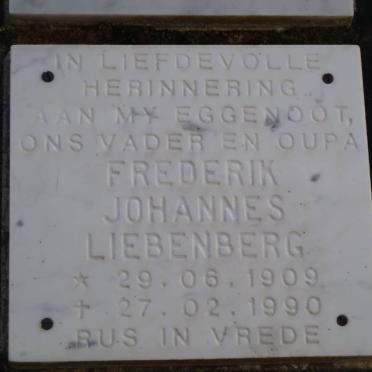 IN LIEFDEVOLLE
HERINNERING
AAN MY EGGENOOT,
ONS VADER EN OUPA
FREDERIK
JOHANNES
LIEBENBERG
* 29.06.1909
† 27.02.1990
RUS IN VREDE